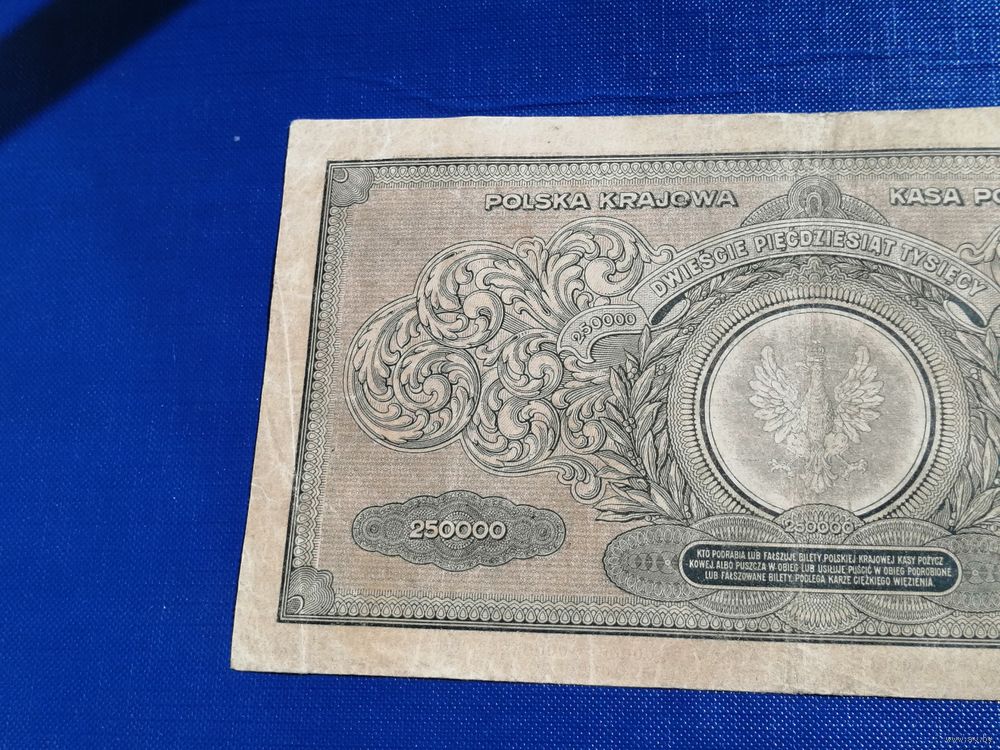 POLSKA KRAJOWA KASA PO
DWIEŚCIE PIĘĆDZIESIĄT TYSIĘCY
250000
250000
250000
KTO PODRABIA LUB FAŁSZUJE BILETY POLSKIEJ KRAJOWEJ KASY POŻYCZ
KOWEJ ALBO PUSZCZA W OBIEG LUB USIŁUJE PUŚCIĆ W OBIEG PODROBIONE
LUB FAŁSZOWANE BILETY, PODLEGA KARZE CIĘŻKIEGO WIĘZIENIA.